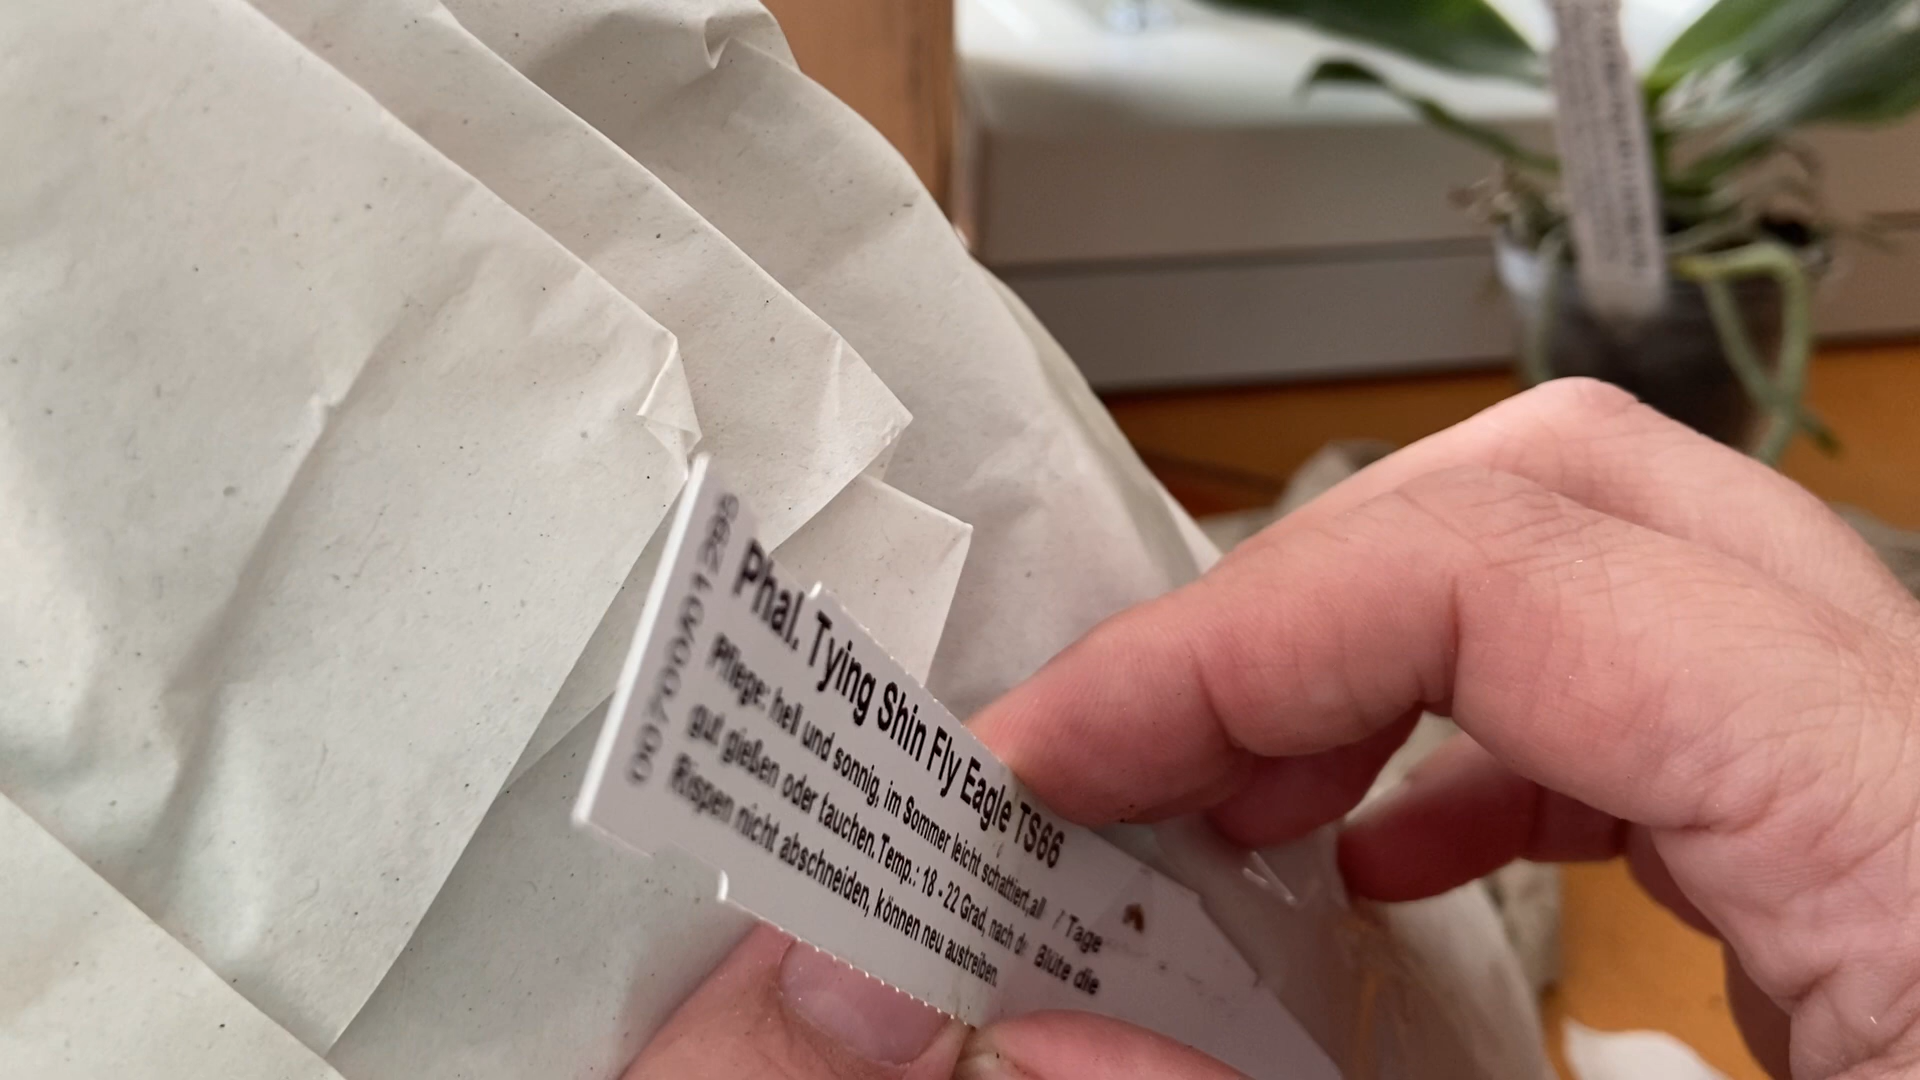 Phal. Tying Shin Fly Eagle TS66
Pflege: hell und sonnig, im Sommer leicht schattiert, all 7 Tage
gut gießen oder tauchen. Temp.: 18 - 22 Grad, nach d Blüte die
Rispen nicht abschneiden, können neu austreiben.